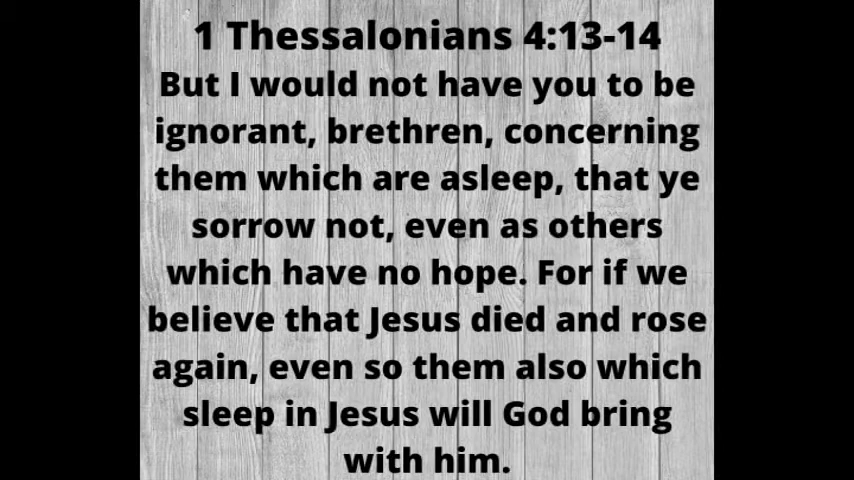 1 Thessalonians 4:13-14
But I would not have you to be
ignorant, brethren, concerning
them which are asleep, that ye
sorrow not, even as others
which have no hope. For if we
believe that Jesus died and rose
again, even so them also which
sleep in Jesus will God bring
with him.